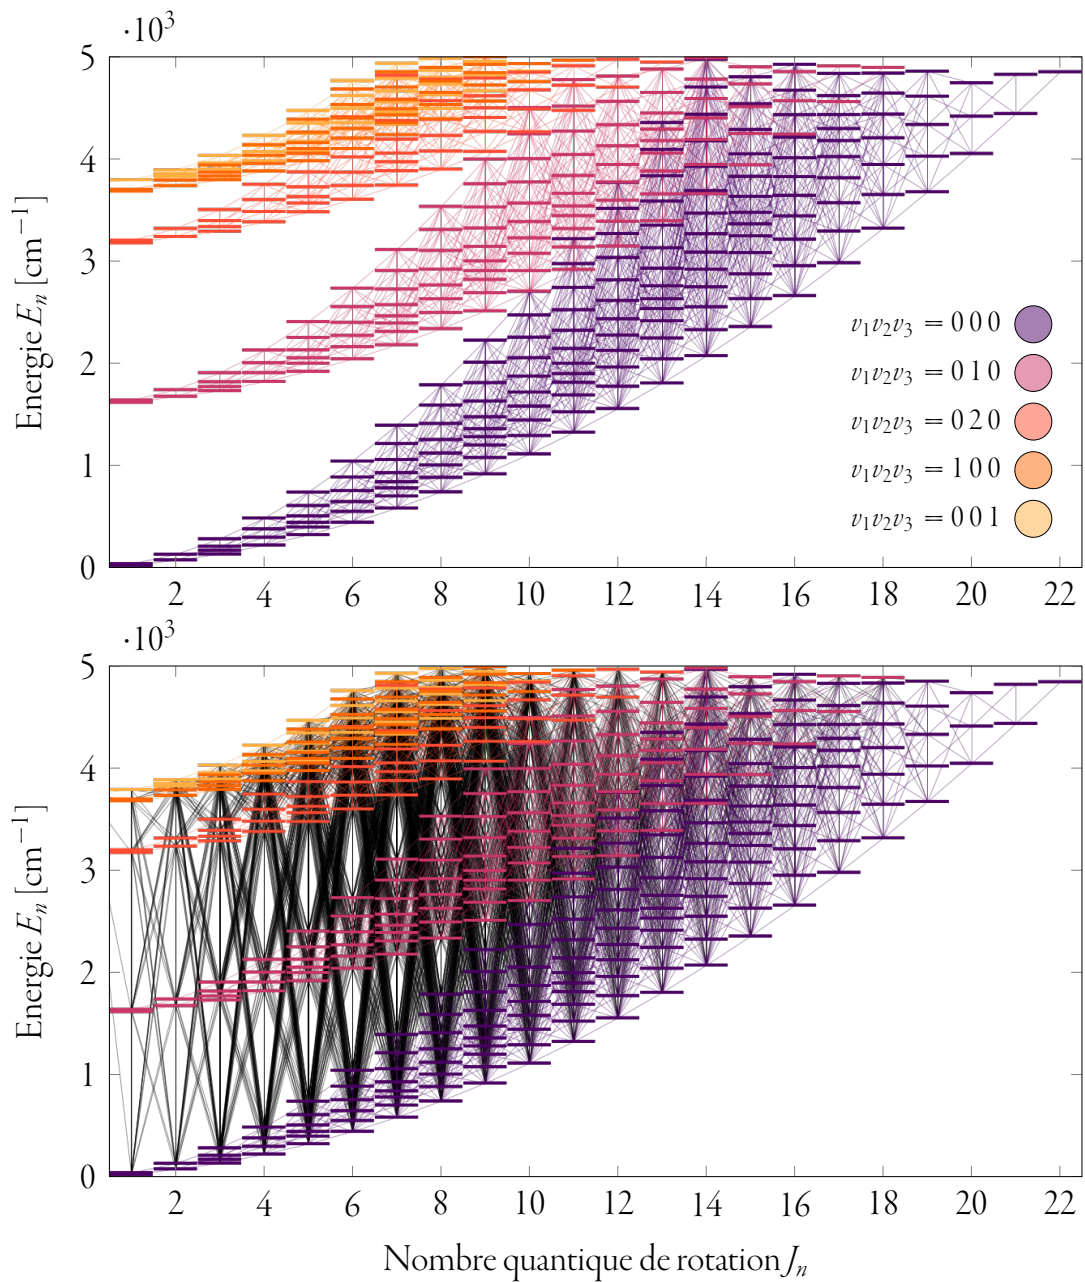 ·10³
5
4
3
2
1
0
Energie Eₙ [cm⁻¹]
v₁v₂v₃ = 0 0 0
v₁v₂v₃ = 0 1 0
v₁v₂v₃ = 0 2 0
v₁v₂v₃ = 1 0 0
v₁v₂v₃ = 0 0 1
2 4 6 8 10 12 14 16 18 20 22
·10³
5
4
3
2
1
0
Energie Eₙ [cm⁻¹]
2 4 6 8 10 12 14 16 18 20 22
Nombre quantique de rotation Jₙ